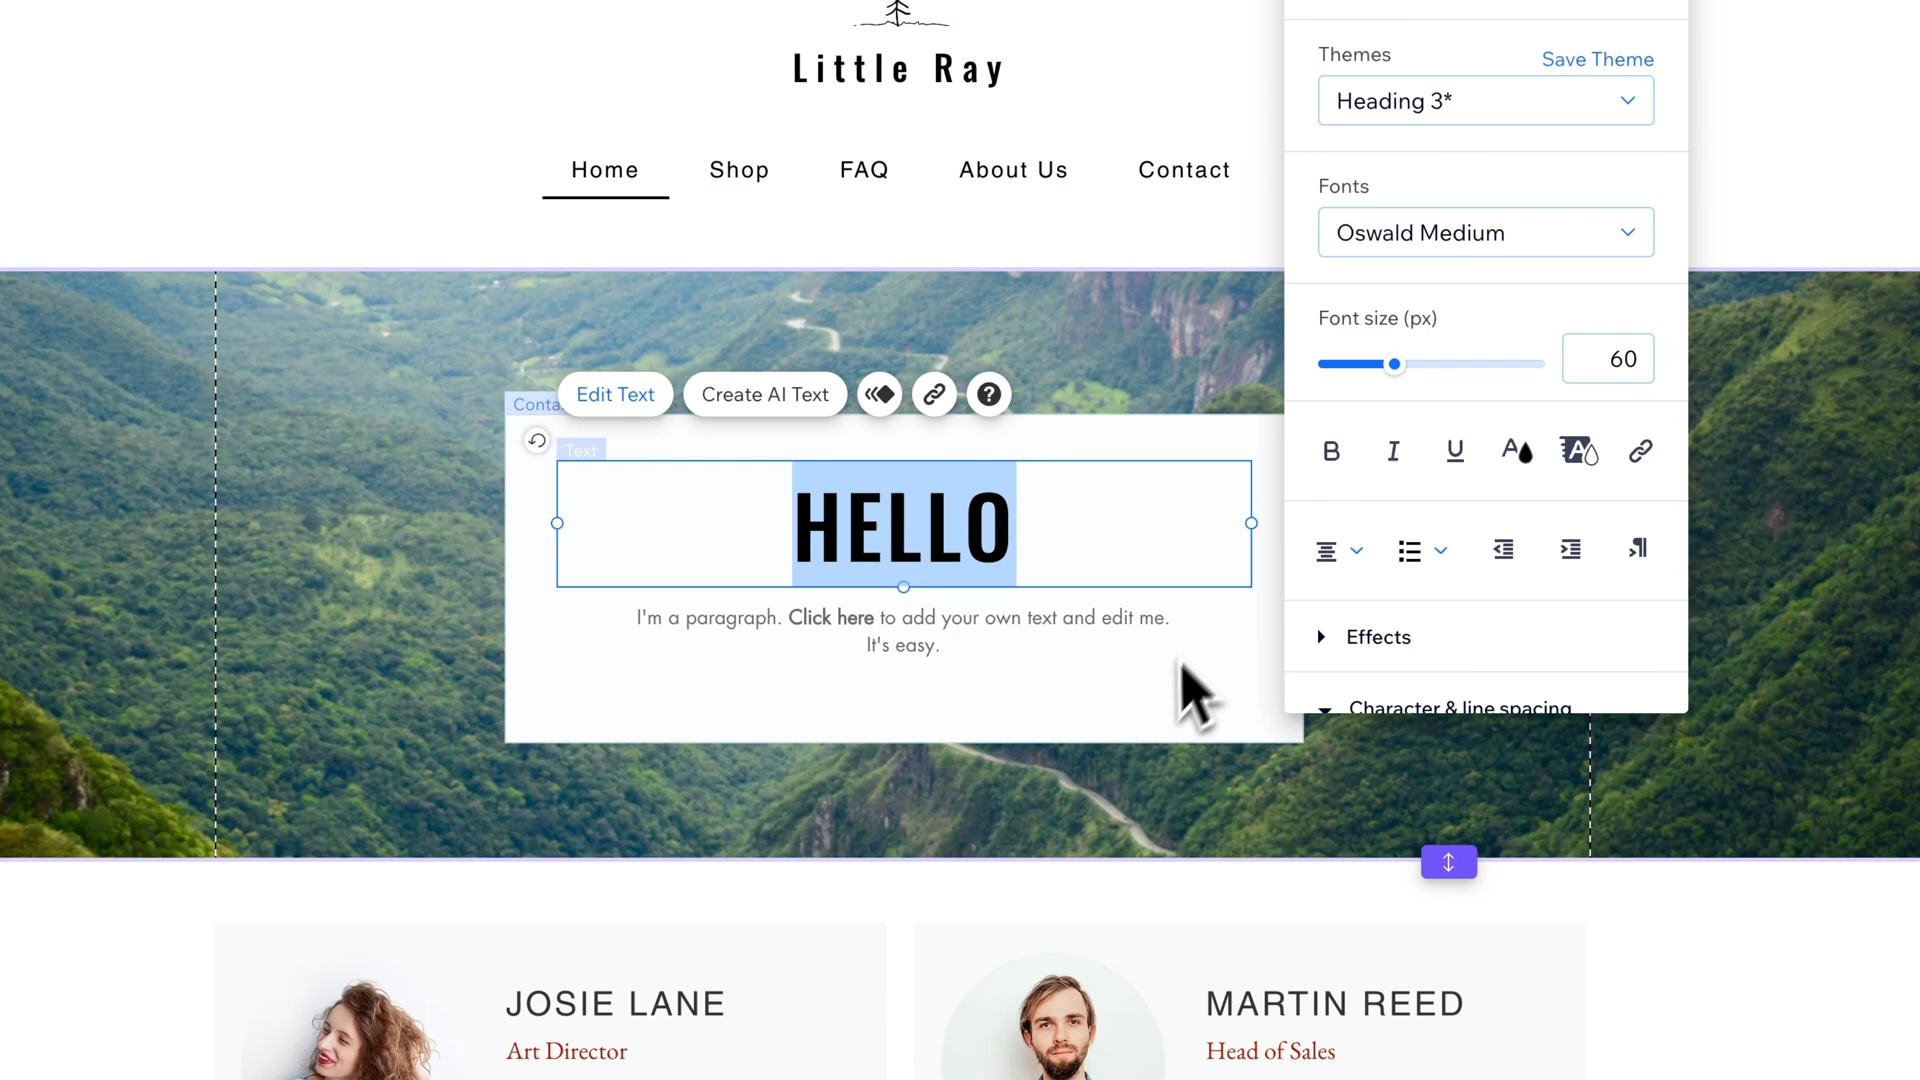 Little Ray
Home Shop FAQ About Us Contact
Themes
Save Theme
Heading 3*
Fonts
Oswald Medium
Font size (px)
60
B I U A A
Effects
Character & line spacing
Edit Text
Create AI Text
?
Text
HELLO
I'm a paragraph. Click here to add your own text and edit me.
It's easy.
JOSIE LANE
Art Director
MARTIN REED
Head of Sales